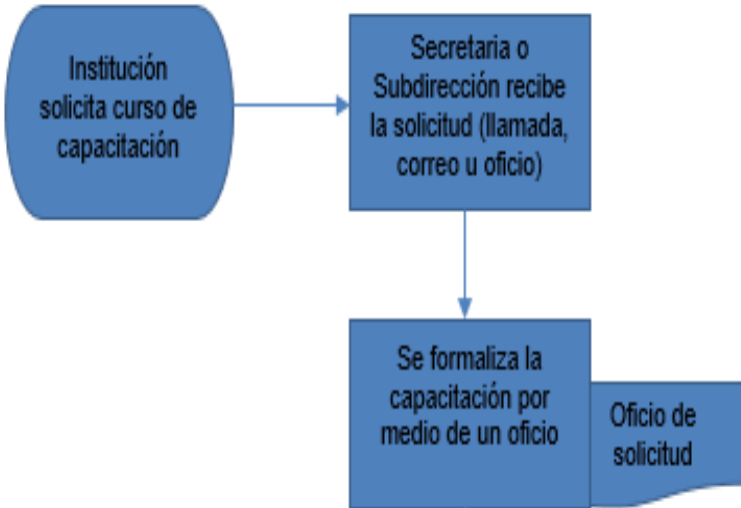 Institución
solicita curso de
capacitación
Secretaria o
Subdirección recibe
la solicitud (llamada,
correo u oficio)
Se formaliza la
capacitación por
medio de un oficio
Oficio de
solicitud